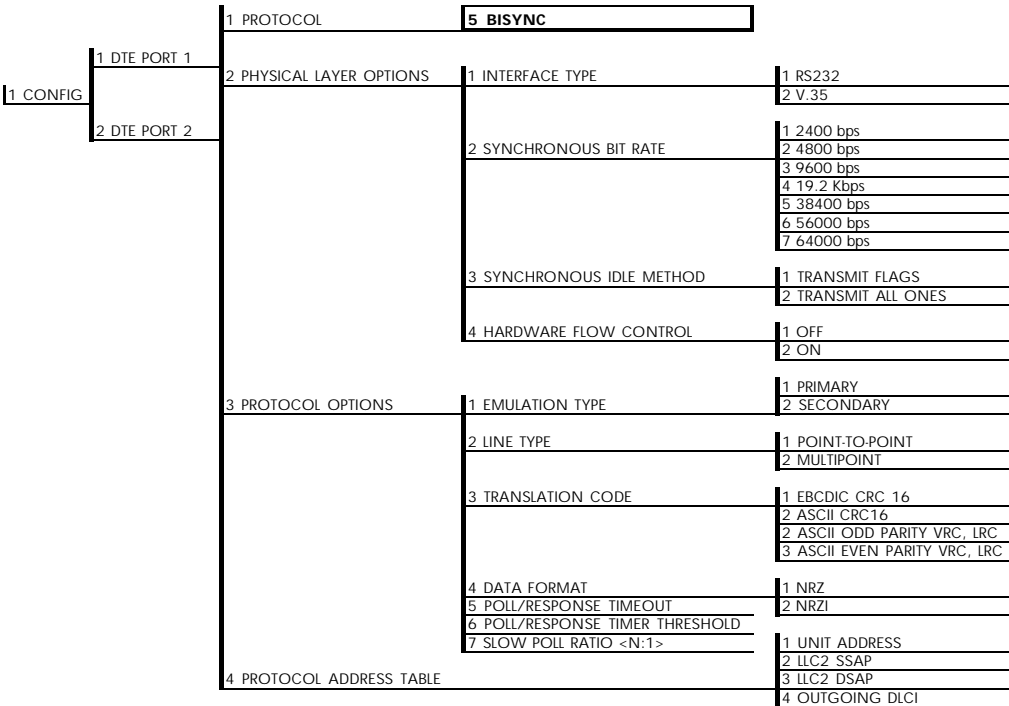 1 PROTOCOL
5 BISYNC
1 DTE PORT 1
2 PHYSICAL LAYER OPTIONS
1 INTERFACE TYPE
1 RS232
1 CONFIG
2 V.35
2 DTE PORT 2
1 2400 bps
2 SYNCHRONOUS BIT RATE
2 4800 bps
3 9600 bps
4 19.2 Kbps
5 38400 bps
6 56000 bps
7 64000 bps
3 SYNCHRONOUS IDLE METHOD
1 TRANSMIT FLAGS
2 TRANSMIT ALL ONES
4 HARDWARE FLOW CONTROL
1 OFF
2 ON
1 PRIMARY
3 PROTOCOL OPTIONS
1 EMULATION TYPE
2 SECONDARY
2 LINE TYPE
1 POINT-TO-POINT
2 MULTIPOINT
3 TRANSLATION CODE
1 EBCDIC CRC 16
2 ASCII CRC16
2 ASCII ODD PARITY VRC, LRC
3 ASCII EVEN PARITY VRC, LRC
4 DATA FORMAT
1 NRZ
5 POLL/RESPONSE TIMEOUT
2 NRZI
6 POLL/RESPONSE TIMER THRESHOLD
7 SLOW POLL RATIO <N:1>
1 UNIT ADDRESS
2 LLC2 SSAP
4 PROTOCOL ADDRESS TABLE
3 LLC2 DSAP
4 OUTGOING DLCI